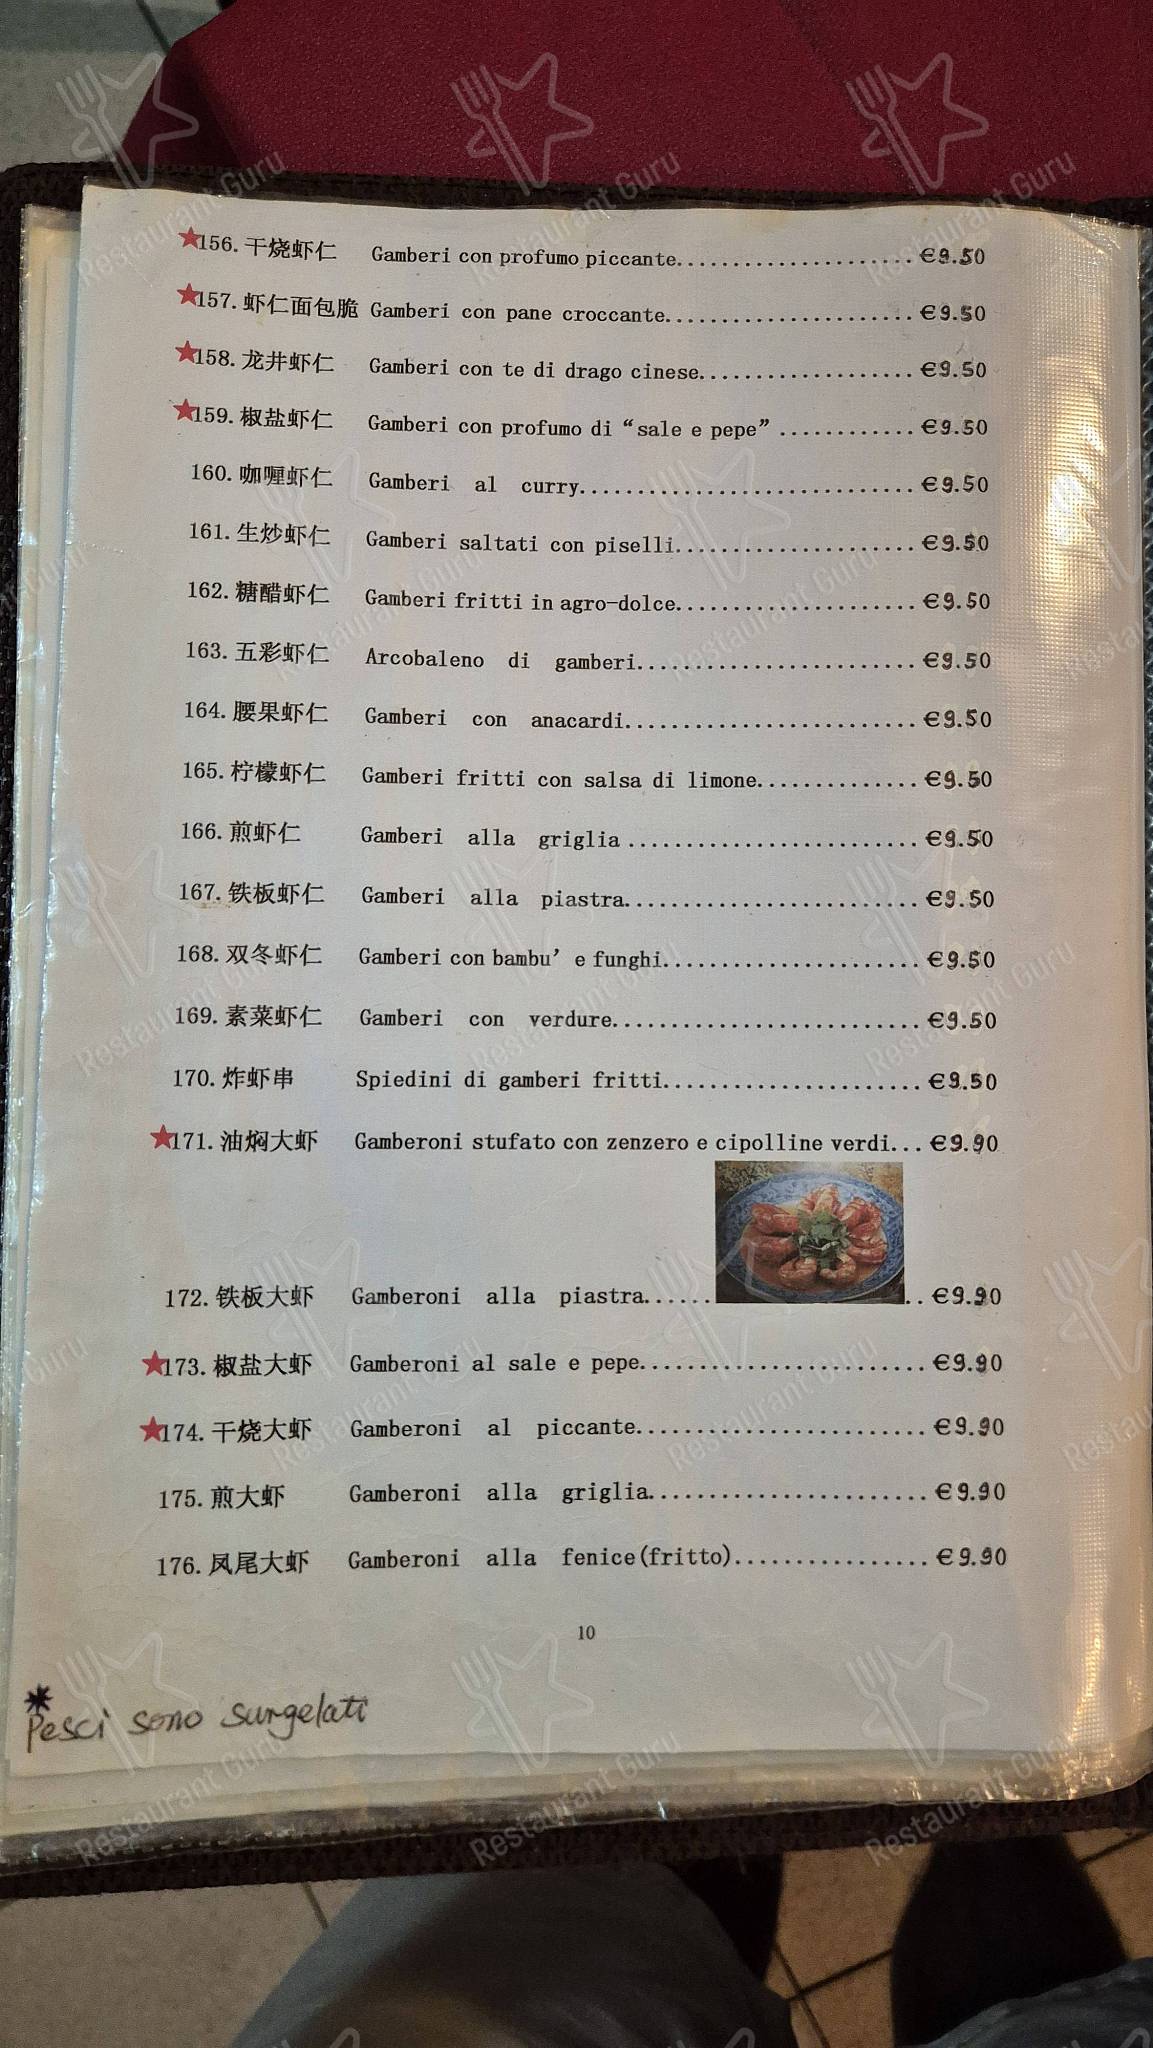 ★156. 干烧虾仁 Gamberi con profumo piccante...................... €9.50
★157. 虾仁面包脆 Gamberi con pane croccante....................... €9.50
★158. 龙井虾仁 Gamberi con te di drago cinese................... €9.50
★159. 椒盐虾仁 Gamberi con profumo di “sale e pepe” ............ €9.50
160. 咖喱虾仁 Gamberi al curry............................ €9.50
161. 生炒虾仁 Gamberi saltati con piselli..................... €9.50
162. 糖醋虾仁 Gamberi fritti in agro-dolce..................... €9.50
163. 五彩虾仁 Arcobaleno di gamberi........................ €9.50
164. 腰果虾仁 Gamberi con anacardi......................... €9.50
165. 柠檬虾仁 Gamberi fritti con salsa di limone.............. €9.50
166. 煎虾仁 Gamberi alla griglia ........................ €9.50
167. 铁板虾仁 Gamberi alla piastra......................... €9.50
168. 双冬虾仁 Gamberi con bambu’ e funghi...................... €9.50
169. 素菜虾仁 Gamberi con verdure.......................... €9.50
170. 炸虾串 Spiedini di gamberi fritti...................... €9.50
★171. 油焖大虾 Gamberoni stufato con zenzero e cipolline verdi... €9.90
172. 铁板大虾 Gamberoni alla piastra...... .. €9.90
★173. 椒盐大虾 Gamberoni al sale e pepe........................ €9.90
★174. 干烧大虾 Gamberoni al piccante........................ €9.90
175. 煎大虾 Gamberoni alla griglia....................... €9.90
176. 凤尾大虾 Gamberoni alla fenice(fritto)................ €9.90
10
*
Pesci sono surgelati
Restaurant Guru